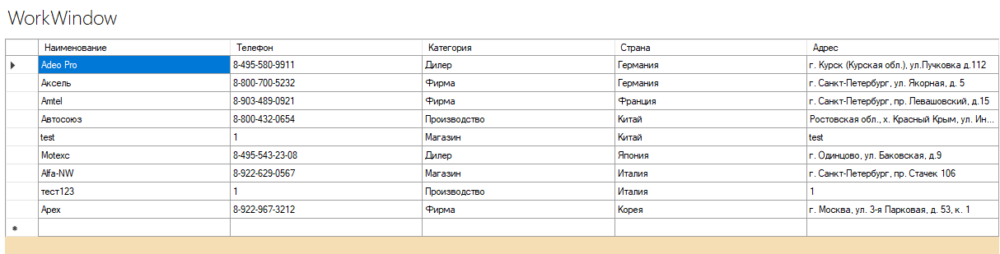 WorkWindow
Наименование Телефон Категория Страна Адрес
Adeo Pro 8-495-580-9911 Дилер Германия г. Курск (Курская обл.), ул.Пучковка д.112
Аксель 8-800-700-5232 Фирма Германия г. Санкт-Петербург, ул. Якорная, д. 5
Amtel 8-903-489-0921 Фирма Франция г. Санкт-Петербург, пр. Левашовский, д.15
Автосоюз 8-800-432-0654 Производство Китай Ростовская обл., х. Красный Крым, ул. Ин...
test 1 Магазин Китай test
Мотехс 8-495-543-23-08 Дилер Япония г. Одинцово, ул. Баковская, д.9
Alfa-NW 8-922-629-0567 Магазин Италия г. Санкт-Петербург, пр. Стачек 106
тест123 1 Производство Италия 1
Apex 8-922-967-3212 Фирма Корея г. Москва, ул. 3-я Парковая, д. 53, к. 1